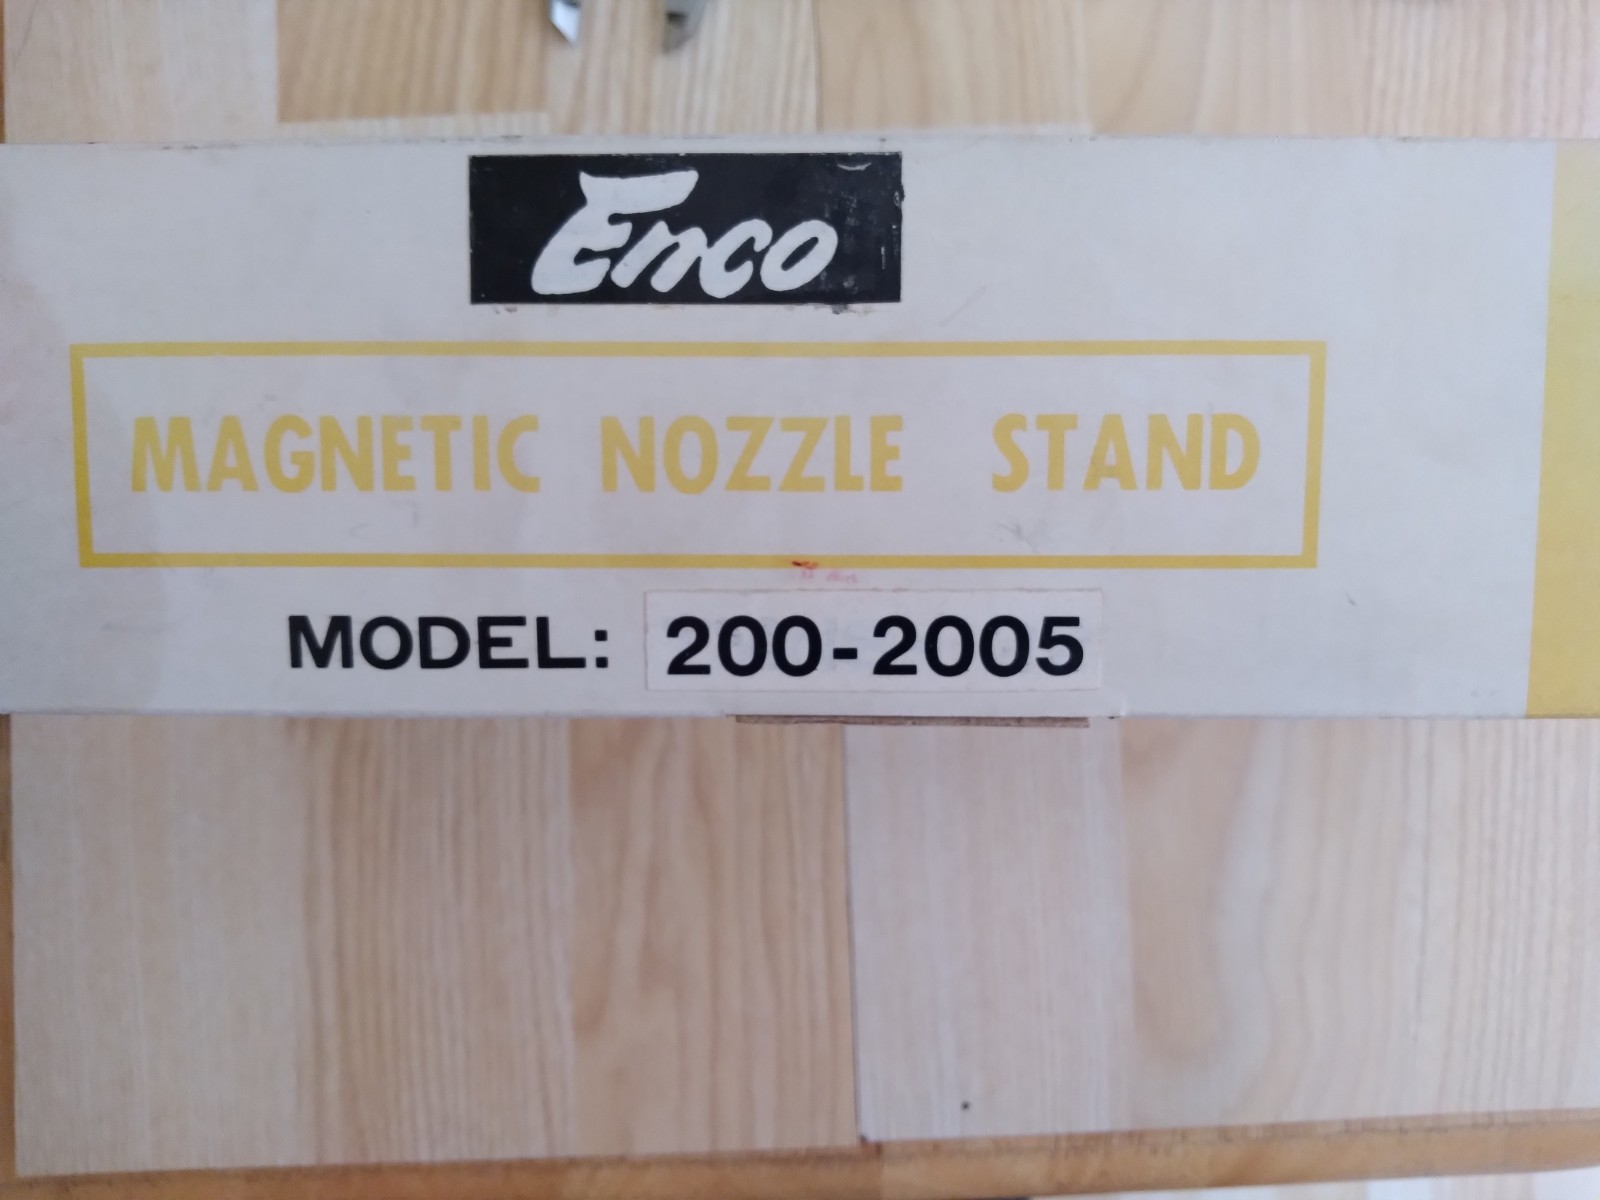 Enco
MAGNETIC NOZZLE STAND
MODEL: 200-2005